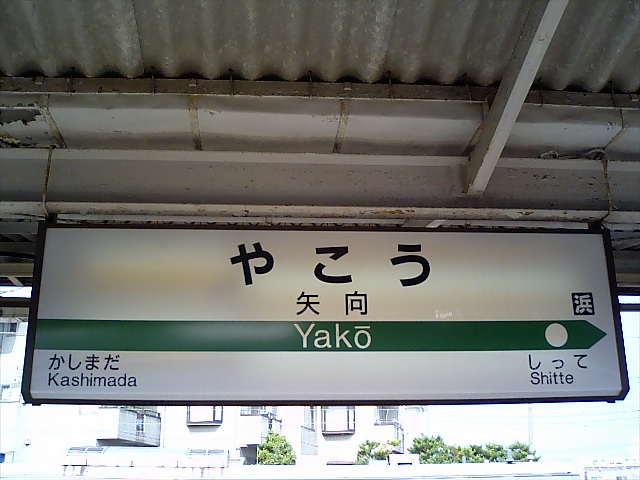 やこう
矢向
浜
Yakō
かしまだ
Kashimada
しって
Shitte